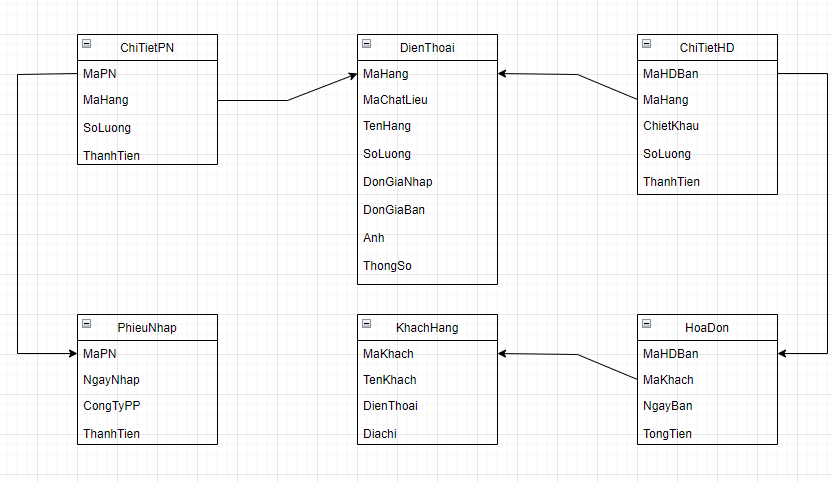 ChiTietPN
MaPN
MaHang
SoLuong
ThanhTien
DienThoai
MaHang
MaChatLieu
TenHang
SoLuong
DonGiaNhap
DonGiaBan
Anh
ThongSo
ChiTietHD
MaHDBan
MaHang
ChietKhau
SoLuong
ThanhTien
PhieuNhap
MaPN
NgayNhap
CongTyPP
ThanhTien
KhachHang
MaKhach
TenKhach
DienThoai
Diachi
HoaDon
MaHDBan
MaKhach
NgayBan
TongTien